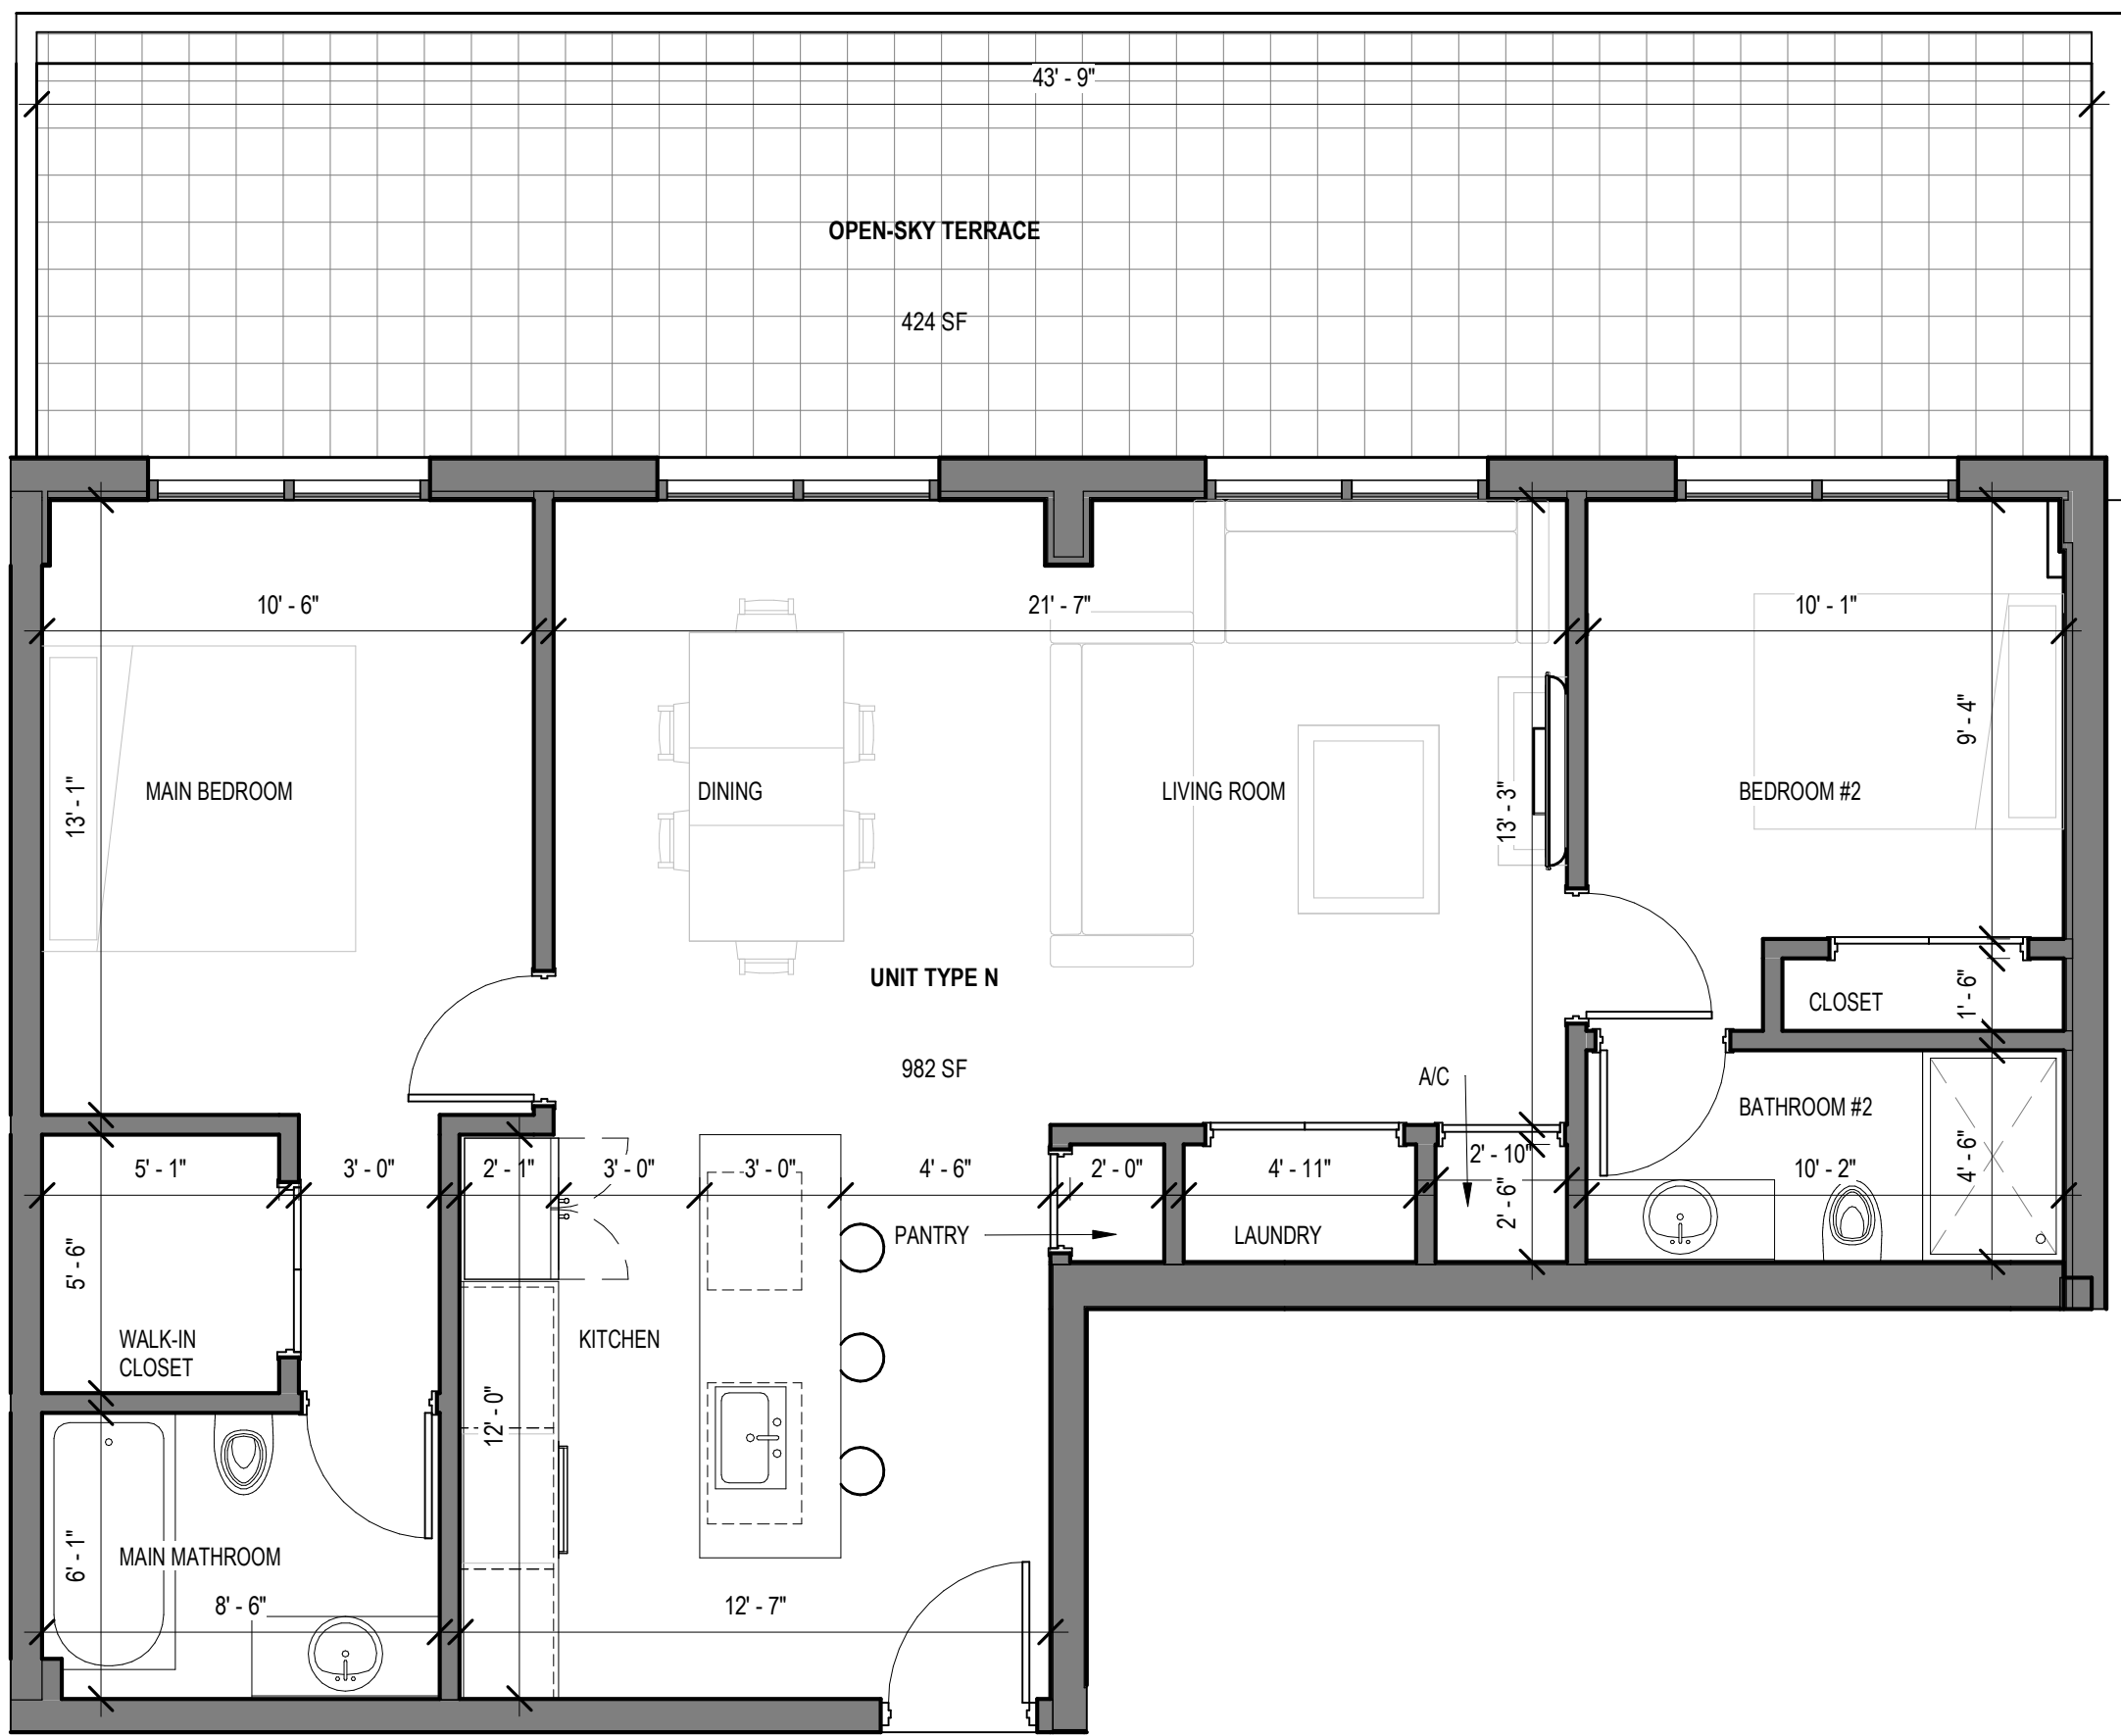 43' - 9"
OPEN-SKY TERRACE
424 SF
10' - 6"
21' - 7"
10' - 1"
9' - 4"
13' - 1"
MAIN BEDROOM
DINING
LIVING ROOM
13' - 3"
BEDROOM #2
UNIT TYPE N
1' - 6"
CLOSET
982 SF
A/C
BATHROOM #2
5' - 1"
3' - 0"
2' - 1"
3' - 0"
3' - 0"
4' - 6"
2' - 0"
4' - 11"
2' - 10"
10' - 2"
4' - 6"
2' - 6"
PANTRY
LAUNDRY
5' - 6"
WALK-IN
CLOSET
KITCHEN
12' - 0"
6' - 1"
MAIN MATHROOM
8' - 6"
12' - 7"